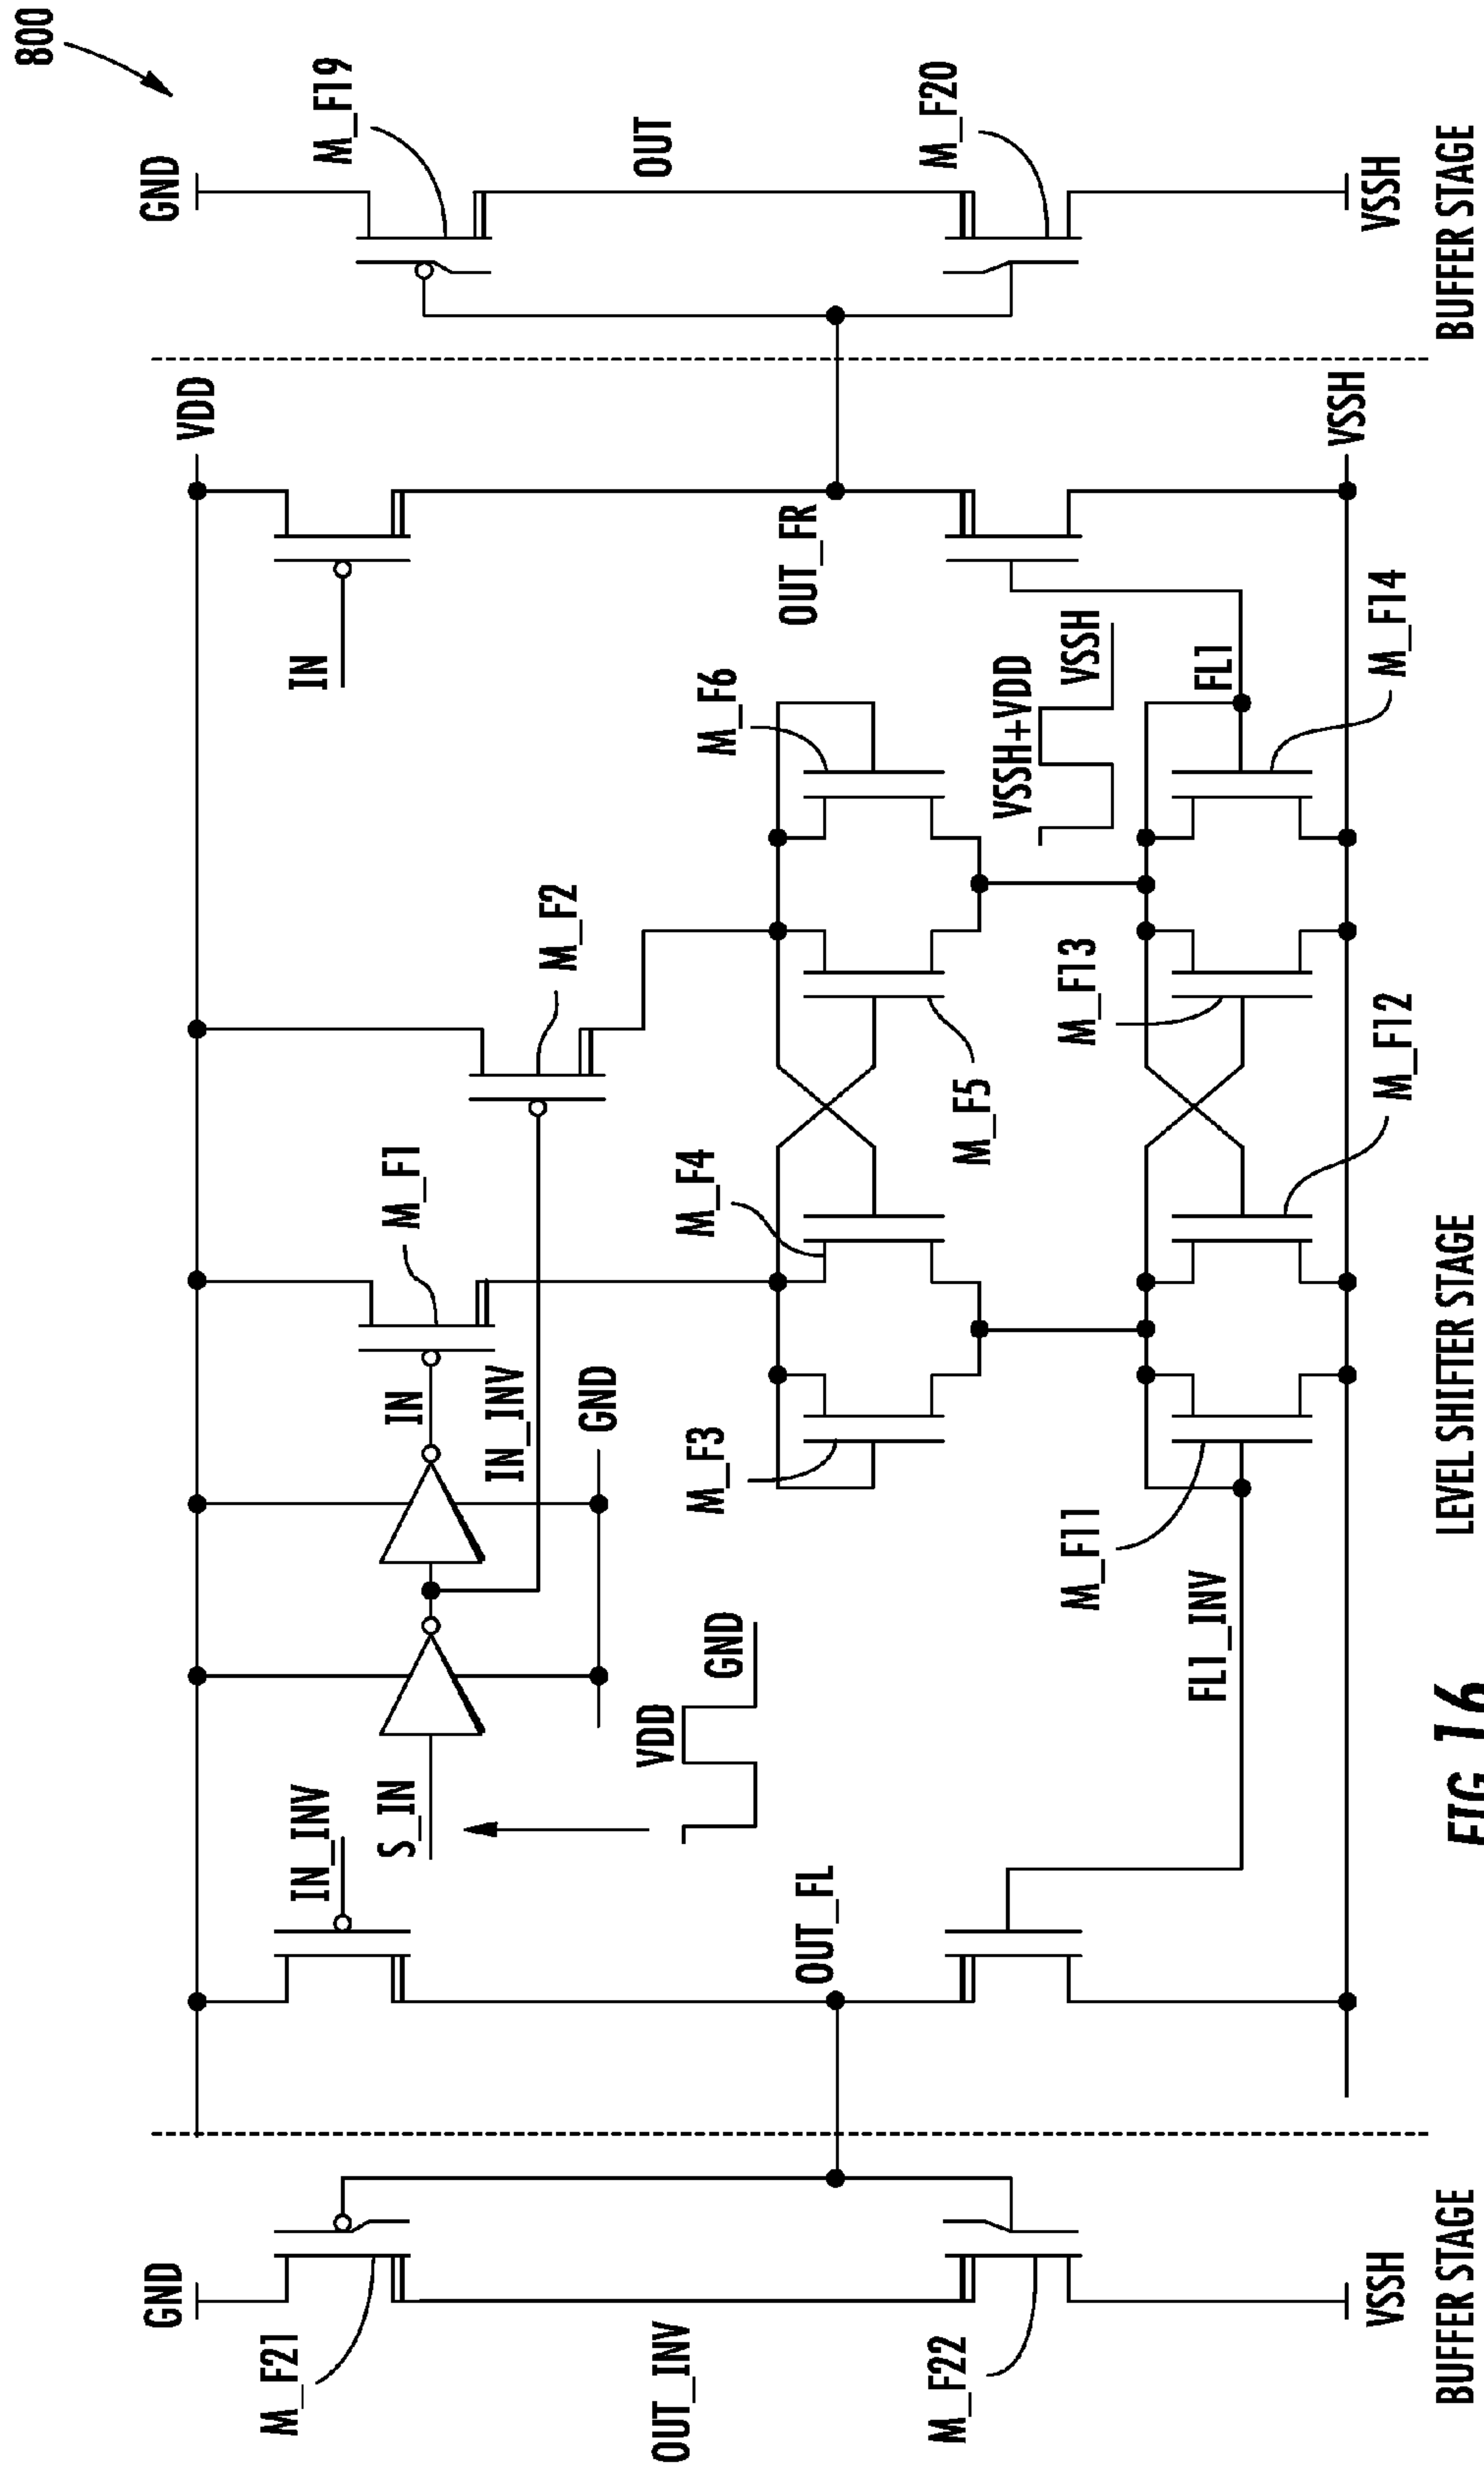 800
GND
M_F19
OUT
M_F20
VSSH
BUFFER STAGE
VDD
IN
OUT_FR
VSSH
M_F6
VSSH+VDD
VSSH
FL1
M_F14
M_F2
M_F13
M_F5
M_F12
M_F1
M_F4
IN
IN_INV
GND
M_F3
M_F11
FL1_INV
LEVEL SHIFTER STAGE
IN_INV
S_IN
VDD
GND
OUT_FL
GND
M_F21
OUT_INV
M_F22
VSSH
BUFFER STAGE
FIG. 16